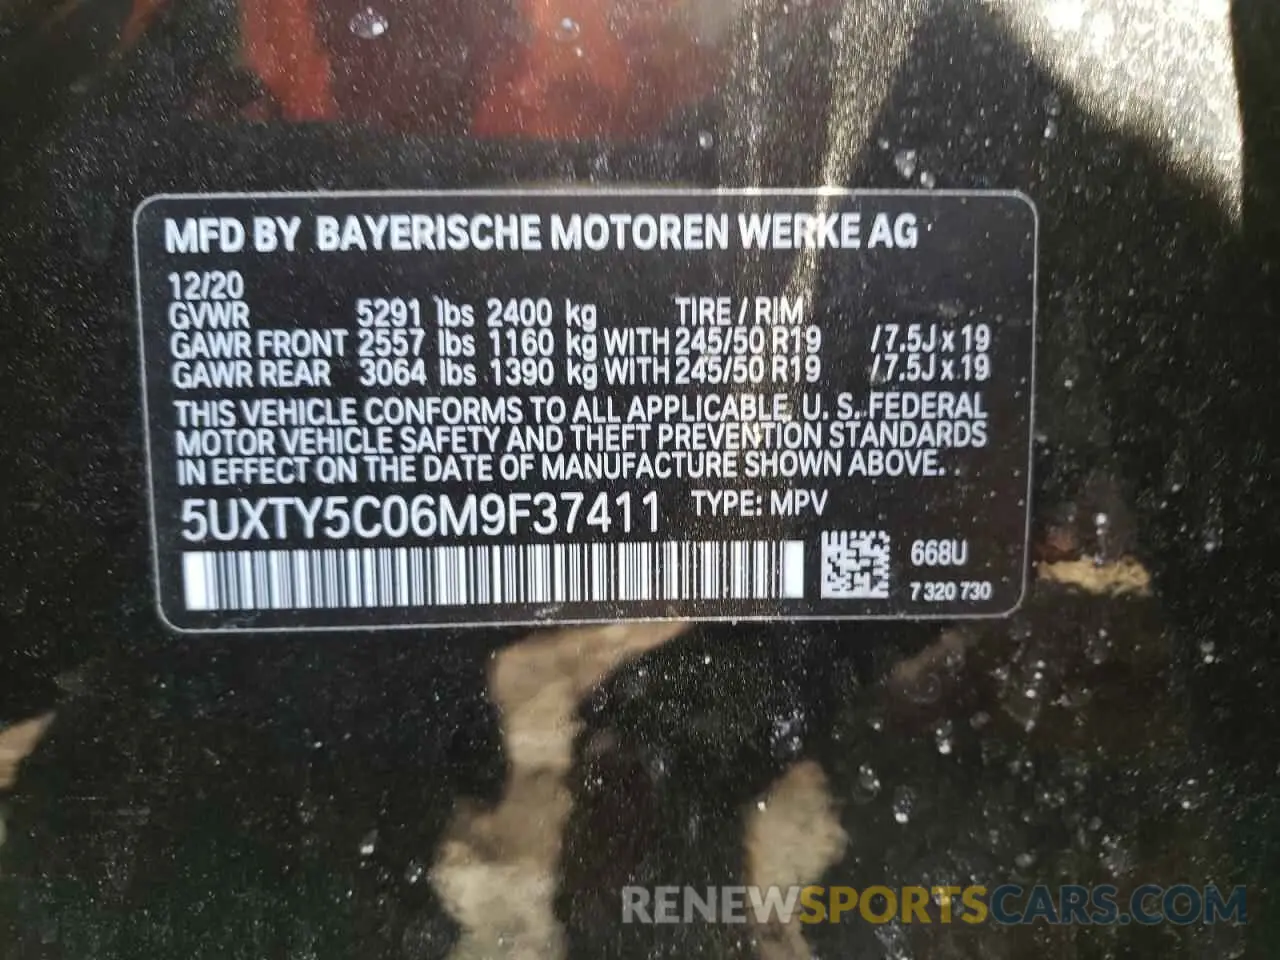 MFD BY BAYERISCHE MOTOREN WERKE AG
12/20
GVWR 5291 lbs 2400 kg TIRE / RIM
GAWR FRONT 2557 lbs 1160 kg WITH 245/50 R19 /7.5J x 19
GAWR REAR 3064 lbs 1390 kg WITH 245/50 R19 /7.5J x 19
THIS VEHICLE CONFORMS TO ALL APPLICABLE U. S. FEDERAL
MOTOR VEHICLE SAFETY AND THEFT PREVENTION STANDARDS
IN EFFECT ON THE DATE OF MANUFACTURE SHOWN ABOVE.
5UXTY5C06M9F37411 TYPE: MPV
668U
7 320 730
RENEWSPORTSCARS.COM